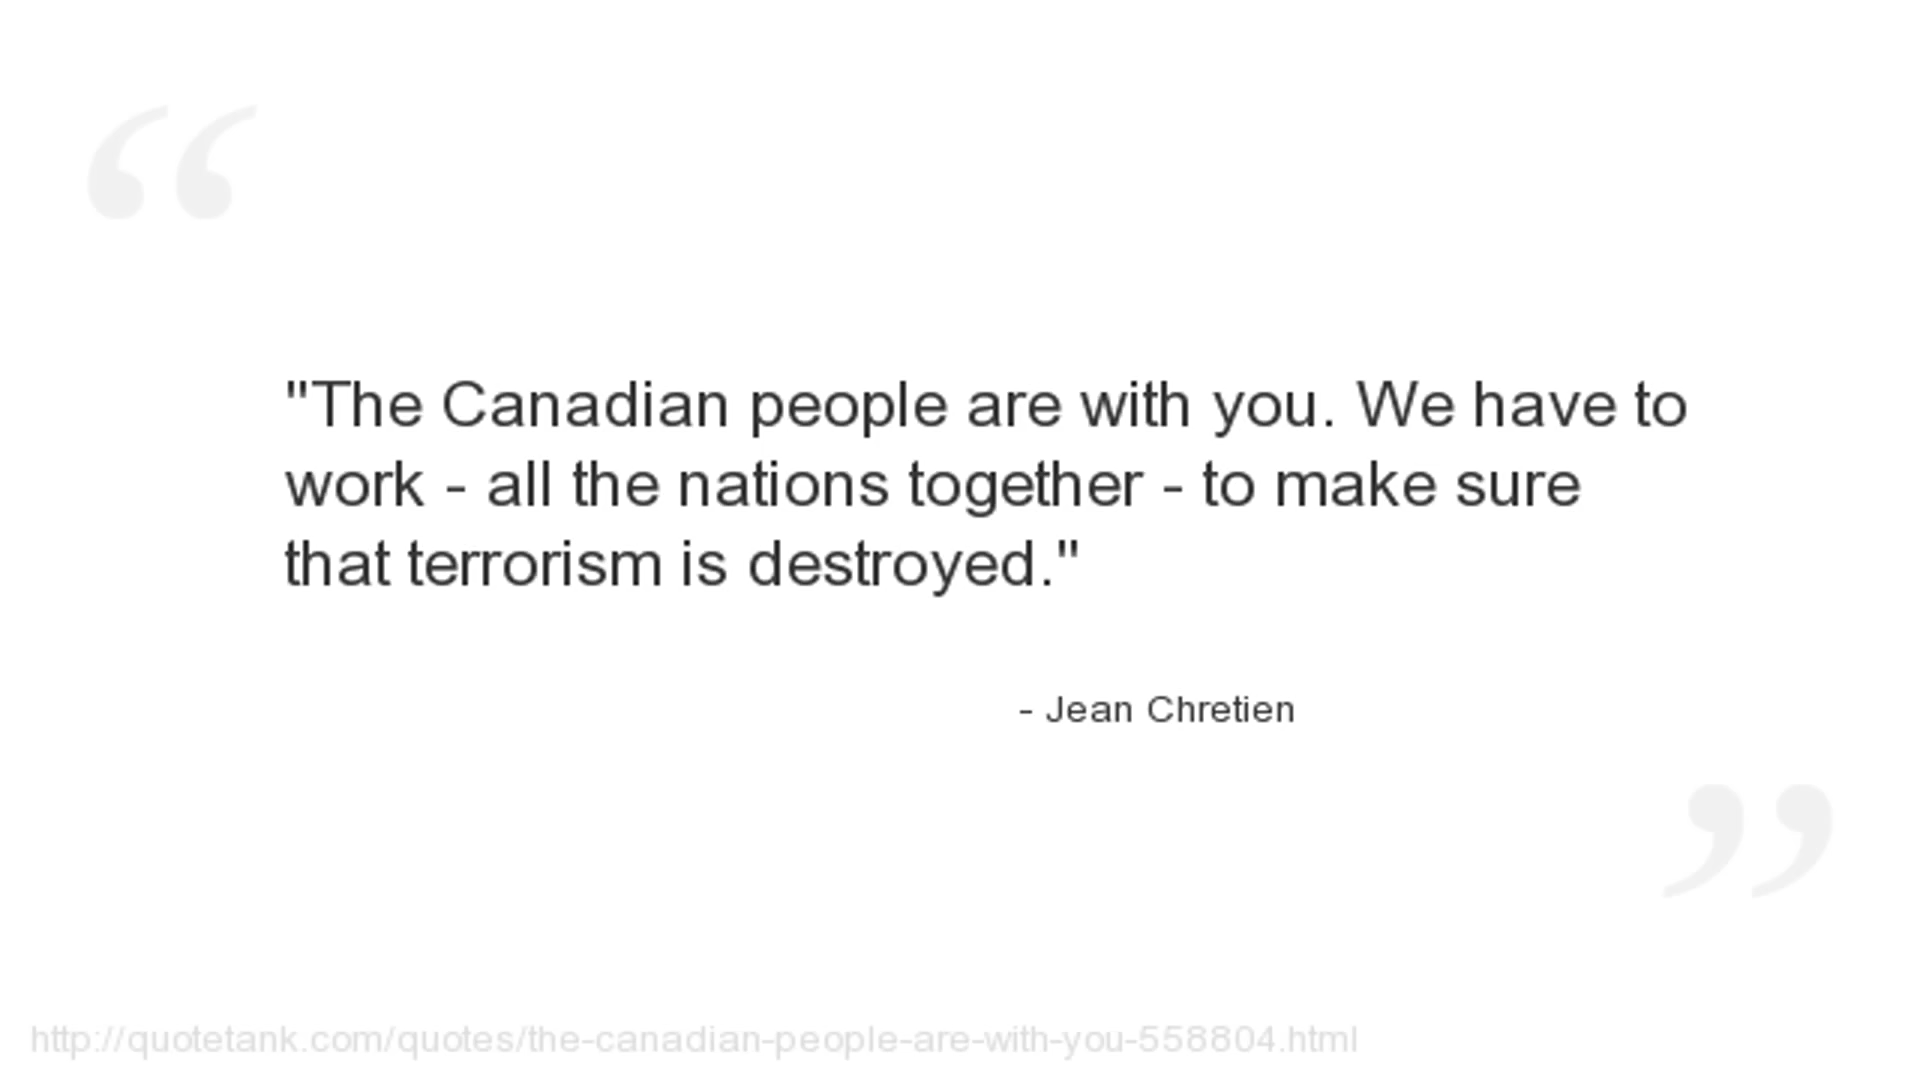 "The Canadian people are with you. We have to
work - all the nations together - to make sure
that terrorism is destroyed."
- Jean Chretien
http://quotetank.com/quotes/the-canadian-people-are-with-you-558804.html